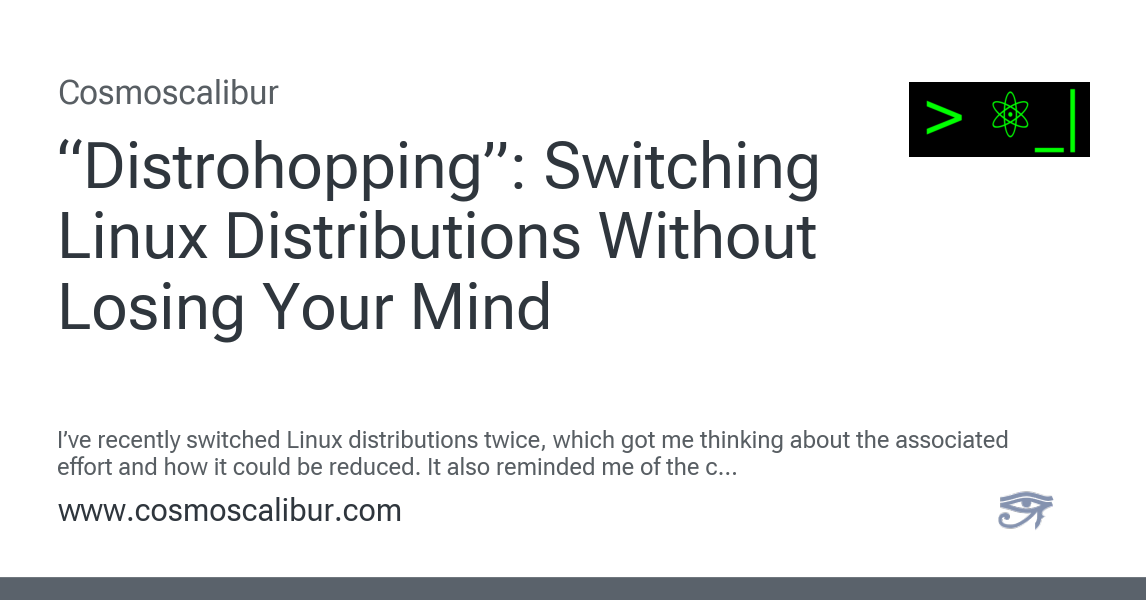 Cosmoscalibur
“Distrohopping”: Switching
Linux Distributions Without
Losing Your Mind
I’ve recently switched Linux distributions twice, which got me thinking about the associated
effort and how it could be reduced. It also reminded me of the c...
www.cosmoscalibur.com
> ⚛ _|